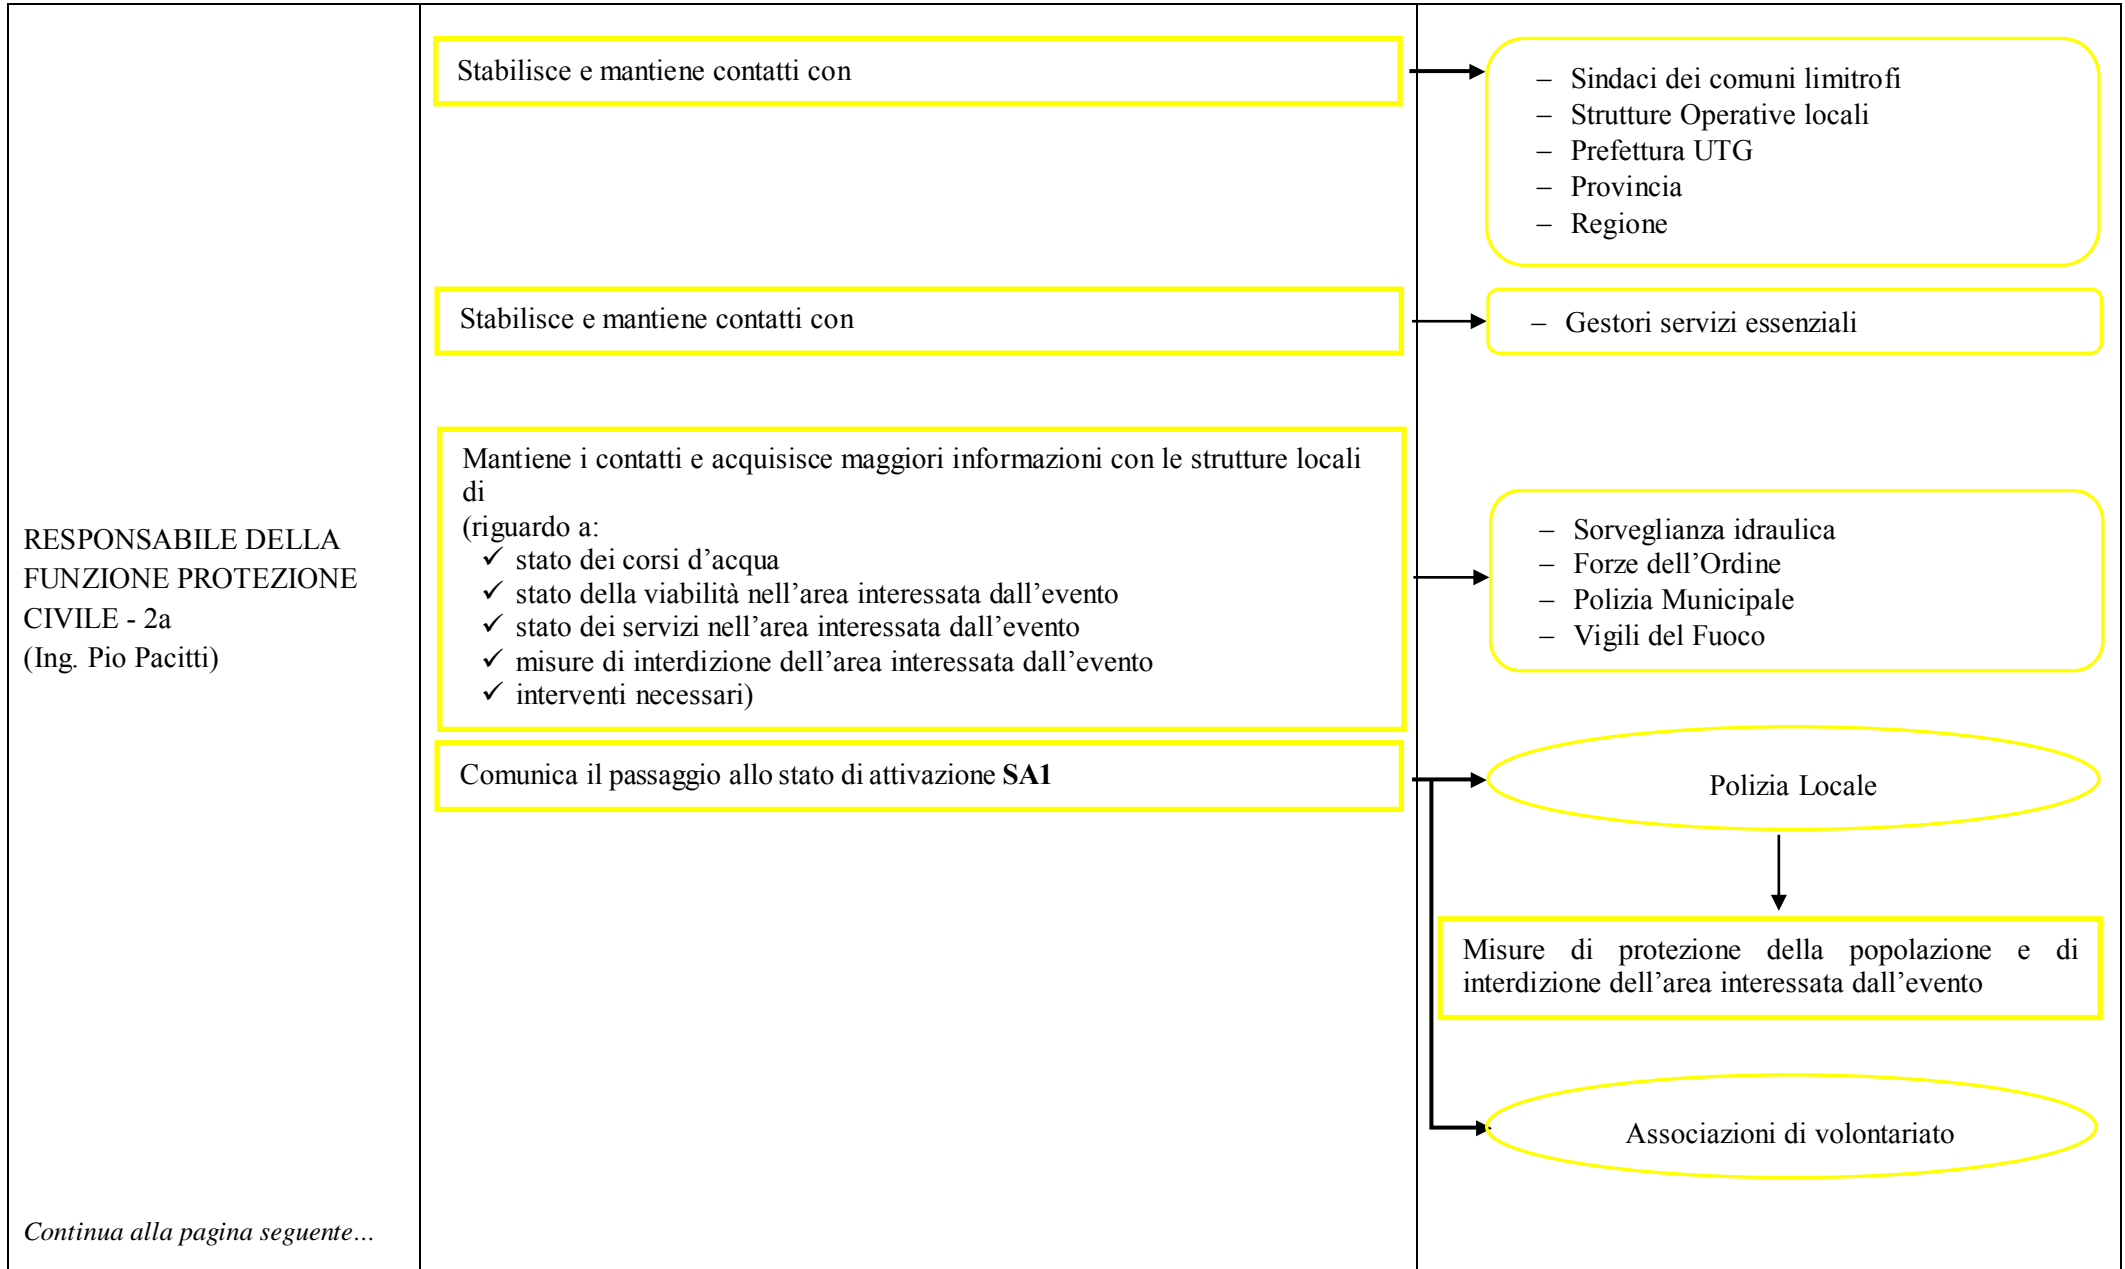 RESPONSABILE DELLA
FUNZIONE PROTEZIONE
CIVILE - 2a
(Ing. Pio Pacitti)
Continua alla pagina seguente…
Stabilisce e mantiene contatti con
– Sindaci dei comuni limitrofi
– Strutture Operative locali
– Prefettura UTG
– Provincia
– Regione
Stabilisce e mantiene contatti con
– Gestori servizi essenziali
Mantiene i contatti e acquisisce maggiori informazioni con le strutture locali
di
(riguardo a:
✓ stato dei corsi d’acqua
✓ stato della viabilità nell’area interessata dall’evento
✓ stato dei servizi nell’area interessata dall’evento
✓ misure di interdizione dell’area interessata dall’evento
✓ interventi necessari)
– Sorveglianza idraulica
– Forze dell’Ordine
– Polizia Municipale
– Vigili del Fuoco
Comunica il passaggio allo stato di attivazione SA1
Polizia Locale
Misure di protezione della popolazione e di
interdizione dell’area interessata dall’evento
Associazioni di volontariato